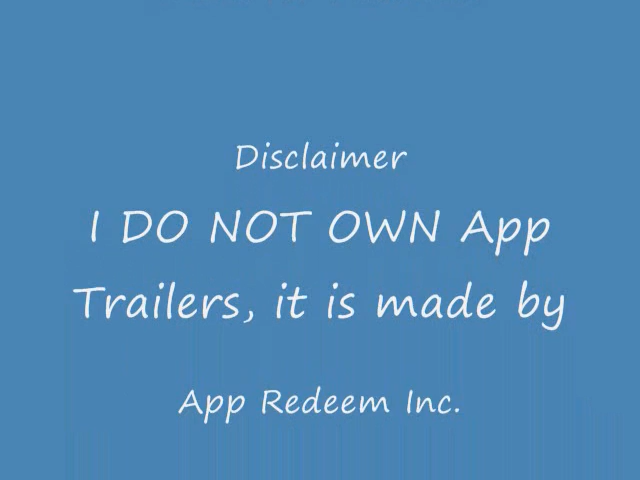 Disclaimer
I DO NOT OWN App
Trailers, it is made by
App Redeem Inc.